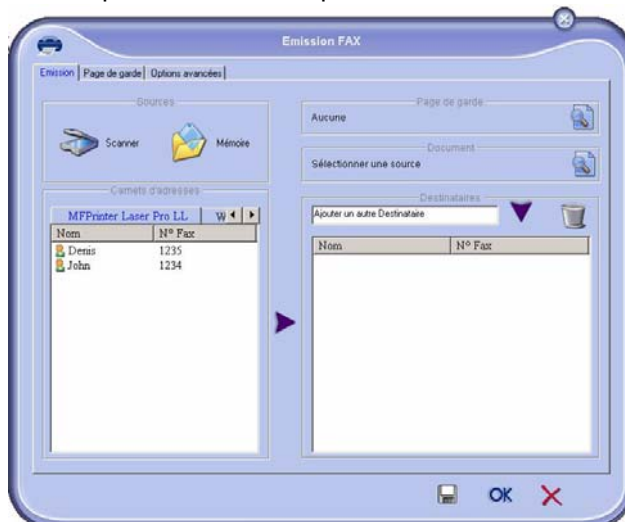 Emission FAX
Emission Page de garde Options avancées
Sources
Scanner Mémoire
Carnets d'adresses
MFPrinter Laser Pro LL W
Nom N° Fax
Denis 1235
John 1234
Page de garde
Aucune
Document
Sélectionner une source
Destinataires
Ajouter un autre Destinataire
Nom N° Fax
OK